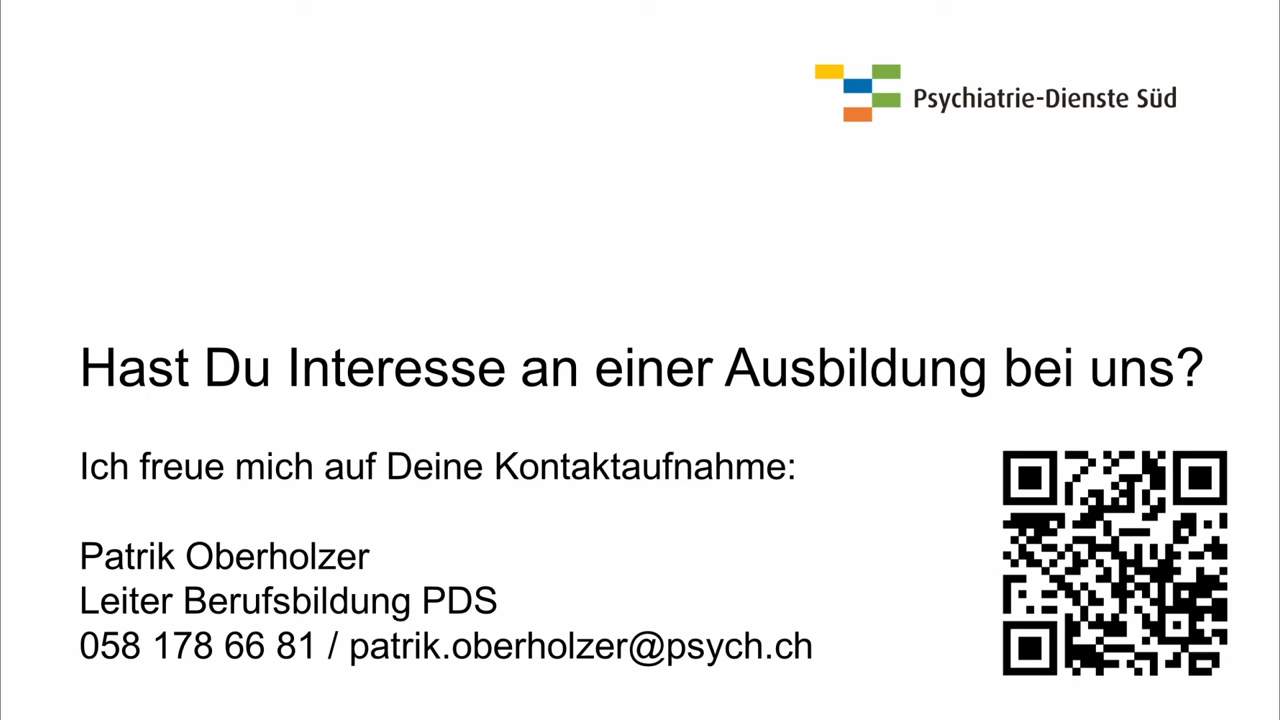 Psychiatrie-Dienste Süd
Hast Du Interesse an einer Ausbildung bei uns?
Ich freue mich auf Deine Kontaktaufnahme:
Patrik Oberholzer
Leiter Berufsbildung PDS
058 178 66 81 / patrik.oberholzer@psych.ch